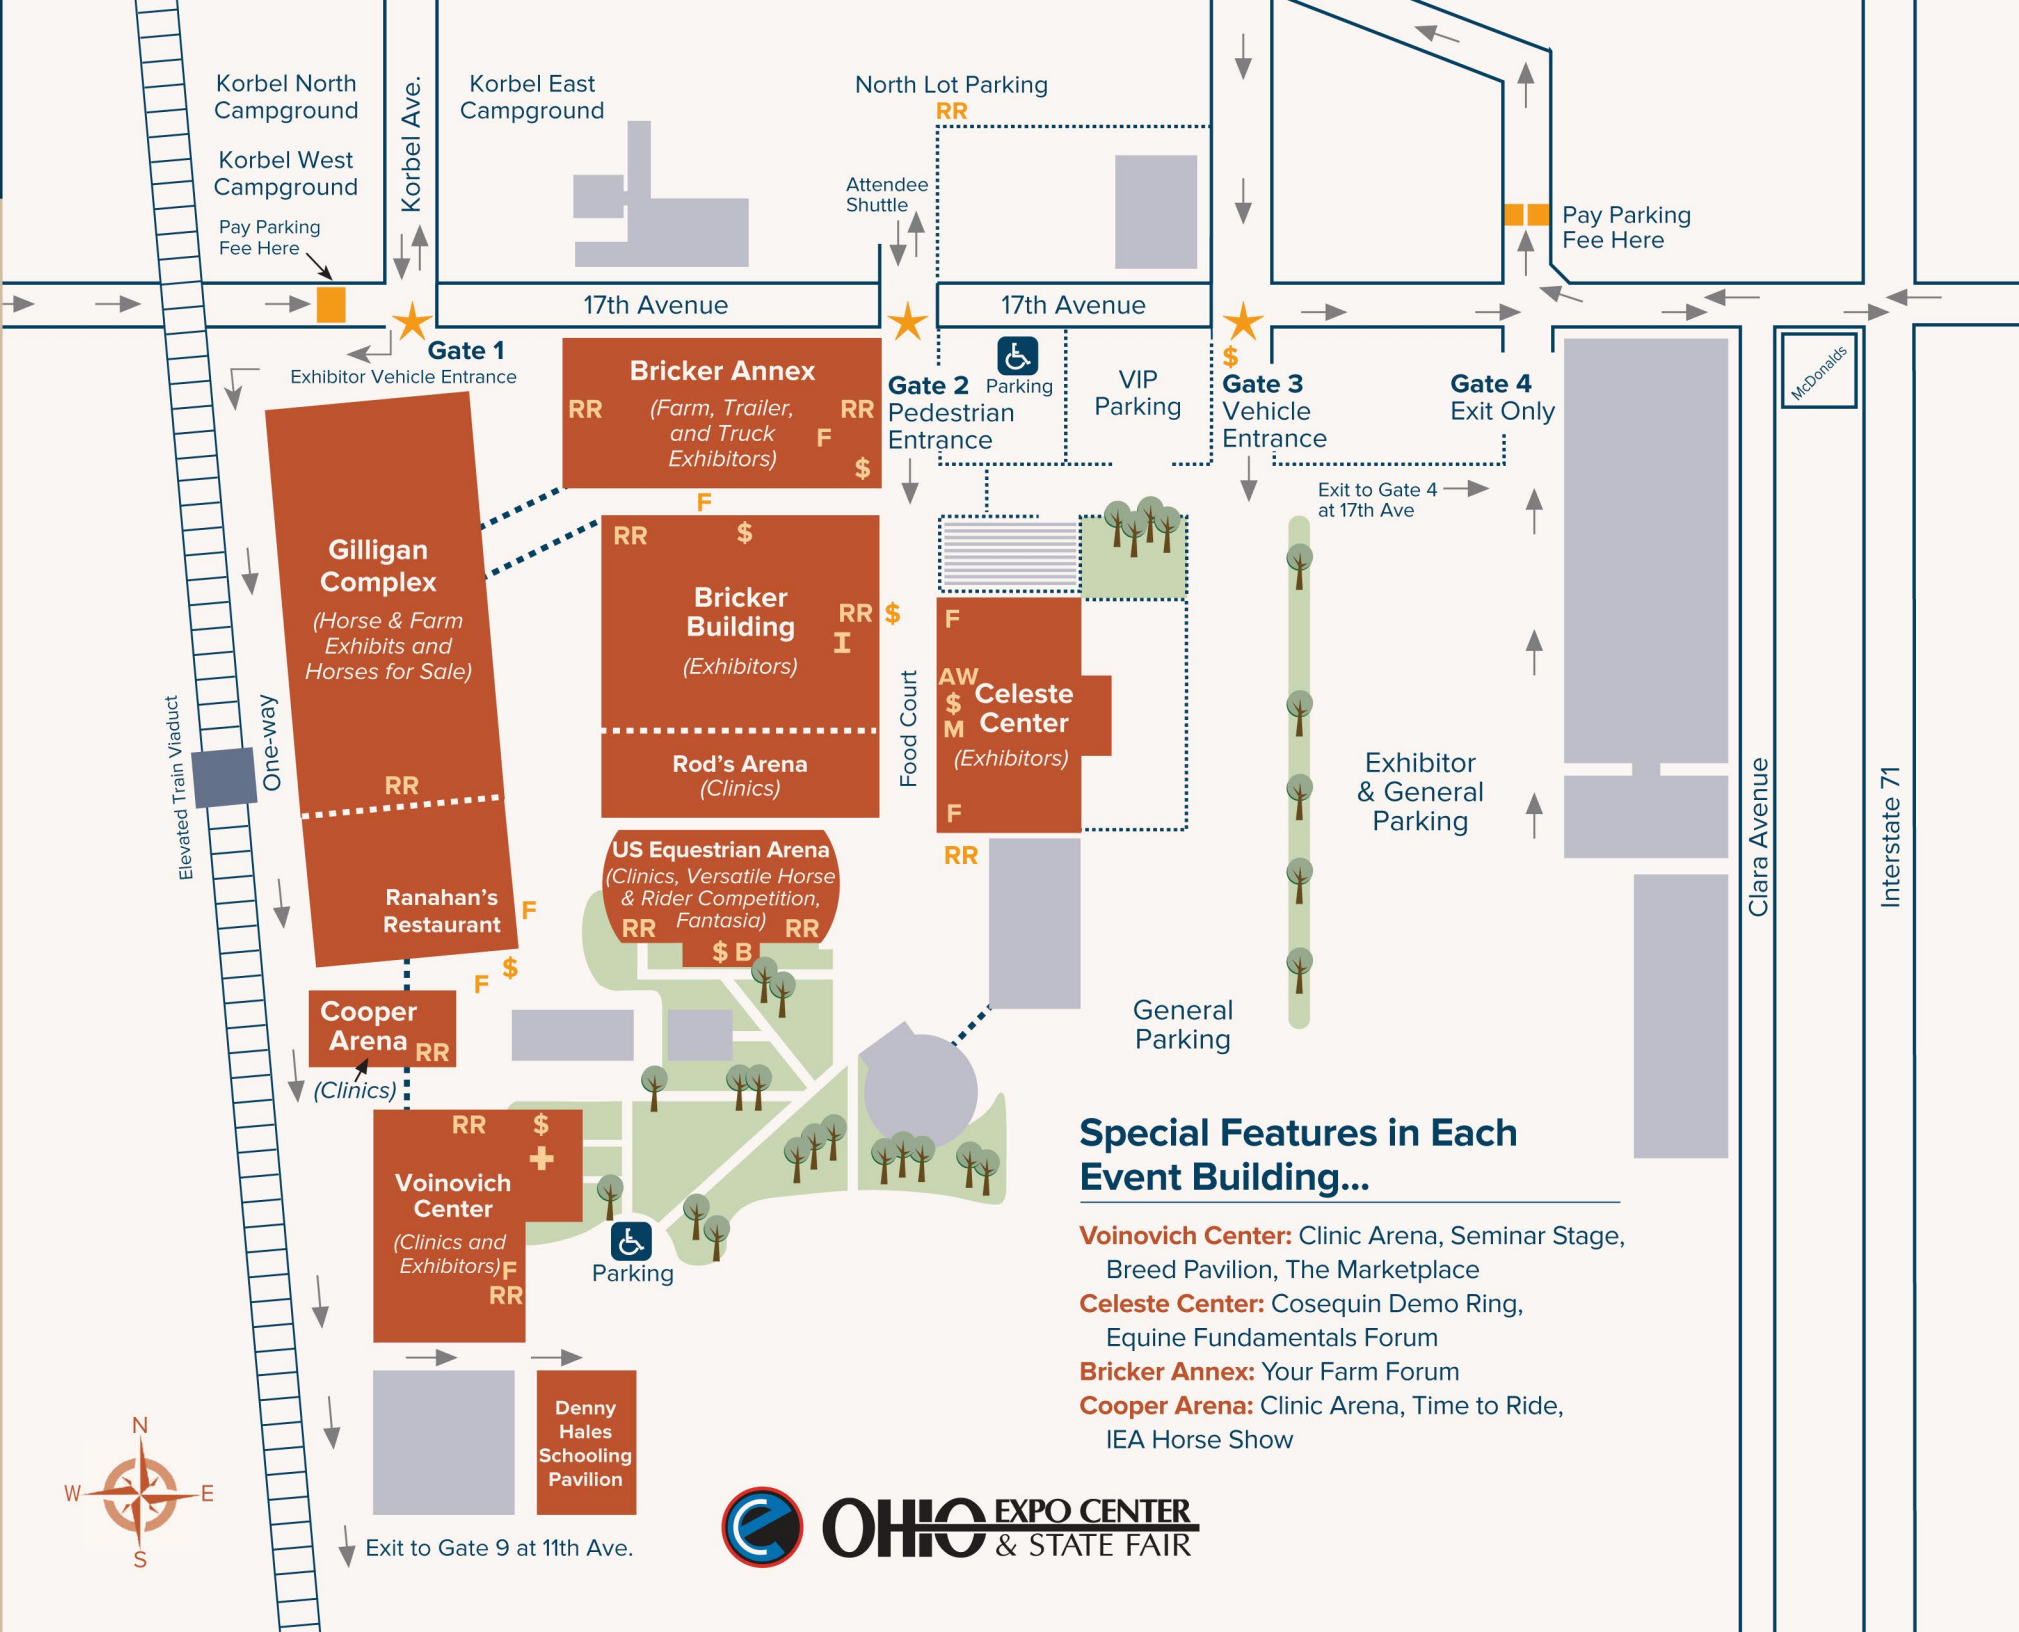 Korbel North
Campground
Korbel West
Campground
Pay Parking
Fee Here
Korbel Ave.
Korbel East
Campground
North Lot Parking
RR
Attendee
Shuttle
Pay Parking
Fee Here
17th Avenue
17th Avenue
Gate 1
Exhibitor Vehicle Entrance
Bricker Annex
(Farm, Trailer,
and Truck
Exhibitors)
RR
RR
F
$
F
Gate 2
Pedestrian
Entrance
Parking
VIP
Parking
$
Gate 3
Vehicle
Entrance
Gate 4
Exit Only
Exit to Gate 4
at 17th Ave
McDonalds
Gilligan
Complex
(Horse & Farm
Exhibits and
Horses for Sale)
RR
Ranahan's
Restaurant
F
F
$
RR
$
Bricker
Building
(Exhibitors)
RR
$
I
Rod's Arena
(Clinics)
Food Court
F
AW
$
M
Celeste
Center
(Exhibitors)
F
RR
Exhibitor
& General
Parking
Clara Avenue
Interstate 71
Elevated Train Viaduct
One-way
US Equestrian Arena
(Clinics, Versatile Horse
& Rider Competition,
Fantasia)
RR
RR
$ B
Cooper
Arena
RR
(Clinics)
General
Parking
RR
$
Voinovich
Center
(Clinics and
Exhibitors)
F
RR
Parking
Denny
Hales
Schooling
Pavilion
Exit to Gate 9 at 11th Ave.
N
W
E
S
Special Features in Each
Event Building...
Voinovich Center: Clinic Arena, Seminar Stage,
Breed Pavilion, The Marketplace
Celeste Center: Cosequin Demo Ring,
Equine Fundamentals Forum
Bricker Annex: Your Farm Forum
Cooper Arena: Clinic Arena, Time to Ride,
IEA Horse Show
OHIO EXPO CENTER
& STATE FAIR